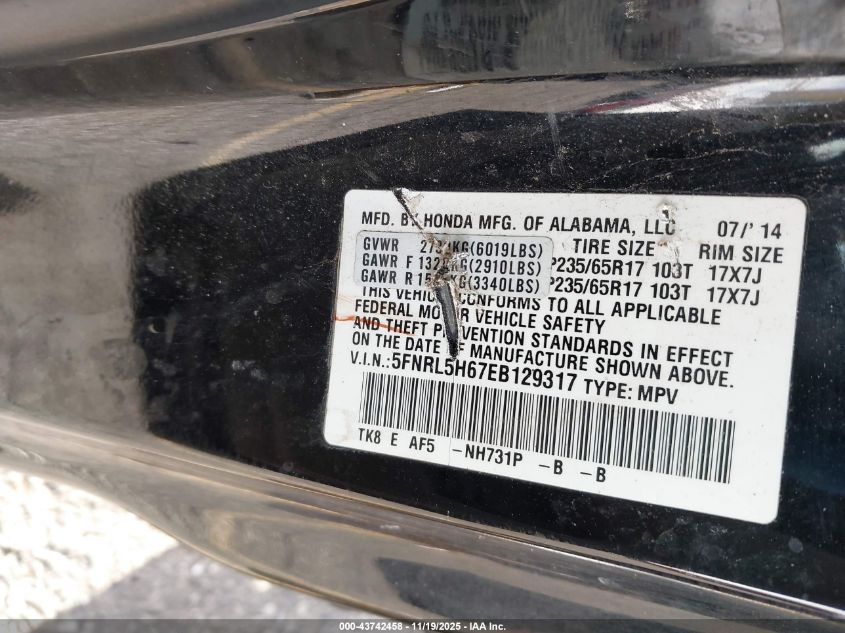 MFD. BY HONDA MFG. OF ALABAMA, LLC 07/'14
GVWR KG(6019LBS) TIRE SIZE RIM SIZE
GAWR F KG(2910LBS) P235/65R17 103T 17X7J
GAWR R KG(3340LBS) P235/65R17 103T 17X7J
THIS VEHICLE CONFORMS TO ALL APPLICABLE
FEDERAL MOTOR VEHICLE SAFETY
AND THEFT PREVENTION STANDARDS IN EFFECT
ON THE DATE OF MANUFACTURE SHOWN ABOVE.
V.I.N.:5FNRL5H67EB129317 TYPE: MPV
TK8 E AF5 -NH731P -B -B
000-43742458 - 11/19/2025 - IAA Inc.